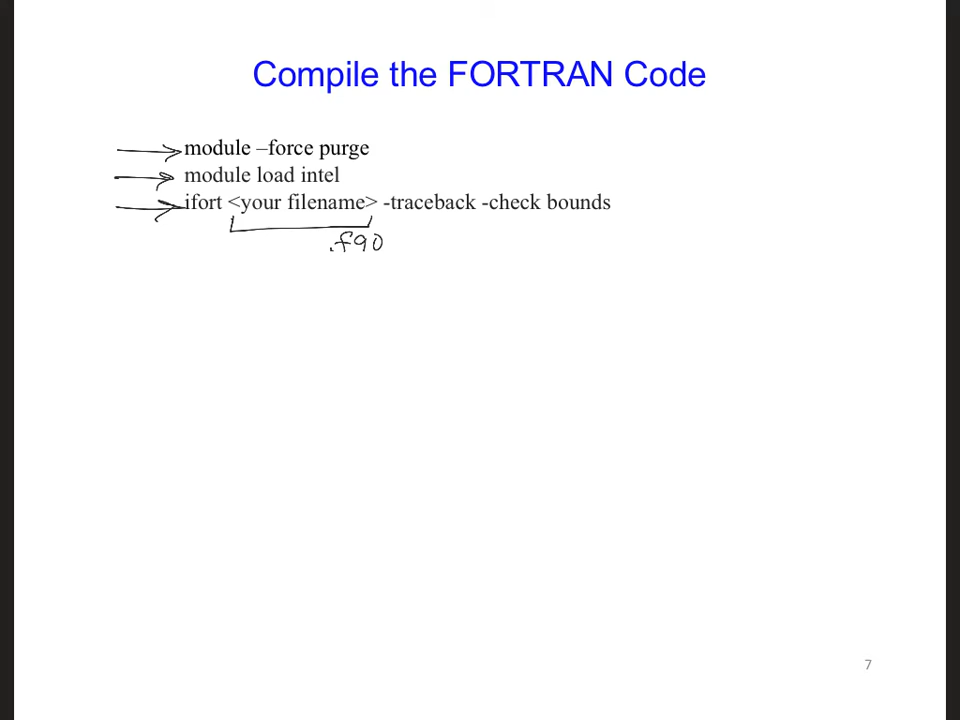 Compile the FORTRAN Code
module –force purge
module load intel
ifort <your filename> -traceback -check bounds
.f90
7